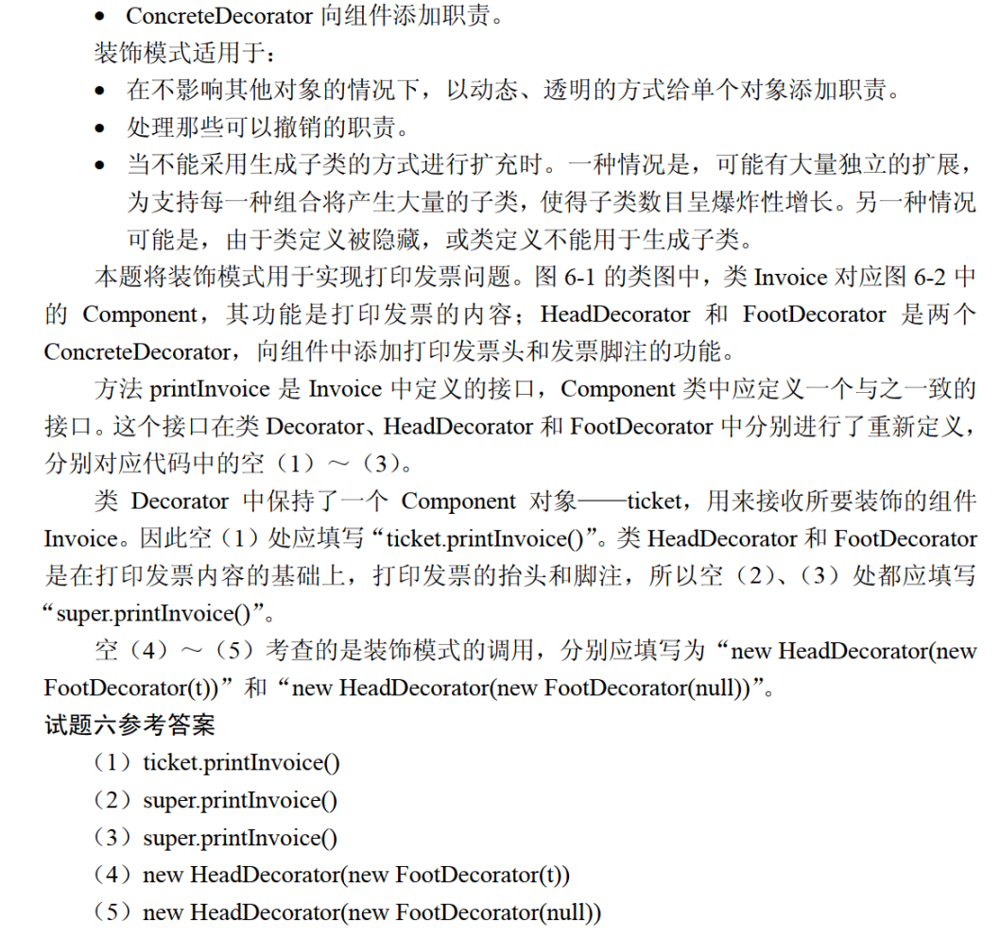 • ConcreteDecorator 向组件添加职责。
装饰模式适用于：
• 在不影响其他对象的情况下，以动态、透明的方式给单个对象添加职责。
• 处理那些可以撤销的职责。
• 当不能采用生成子类的方式进行扩充时。一种情况是，可能有大量独立的扩展，
为支持每一种组合将产生大量的子类，使得子类数目呈爆炸性增长。另一种情况
可能是，由于类定义被隐藏，或类定义不能用于生成子类。
本题将装饰模式用于实现打印发票问题。图 6-1 的类图中，类 Invoice 对应图 6-2 中
的 Component，其功能是打印发票的内容；HeadDecorator 和 FootDecorator 是两个
ConcreteDecorator，向组件中添加打印发票头和发票脚注的功能。
方法 printInvoice 是 Invoice 中定义的接口，Component 类中应定义一个与之一致的
接口。这个接口在类 Decorator、HeadDecorator 和 FootDecorator 中分别进行了重新定义，
分别对应代码中的空（1）～（3）。
类 Decorator 中保持了一个 Component 对象——ticket，用来接收所要装饰的组件
Invoice。因此空（1）处应填写“ticket.printInvoice()”。类 HeadDecorator 和 FootDecorator
是在打印发票内容的基础上，打印发票的抬头和脚注，所以空（2）、（3）处都应填写
“super.printInvoice()”。
空（4）～（5）考查的是装饰模式的调用，分别应填写为“new HeadDecorator(new
FootDecorator(t))”和“new HeadDecorator(new FootDecorator(null))”。
试题六参考答案
（1）ticket.printInvoice()
（2）super.printInvoice()
（3）super.printInvoice()
（4）new HeadDecorator(new FootDecorator(t))
（5）new HeadDecorator(new FootDecorator(null))